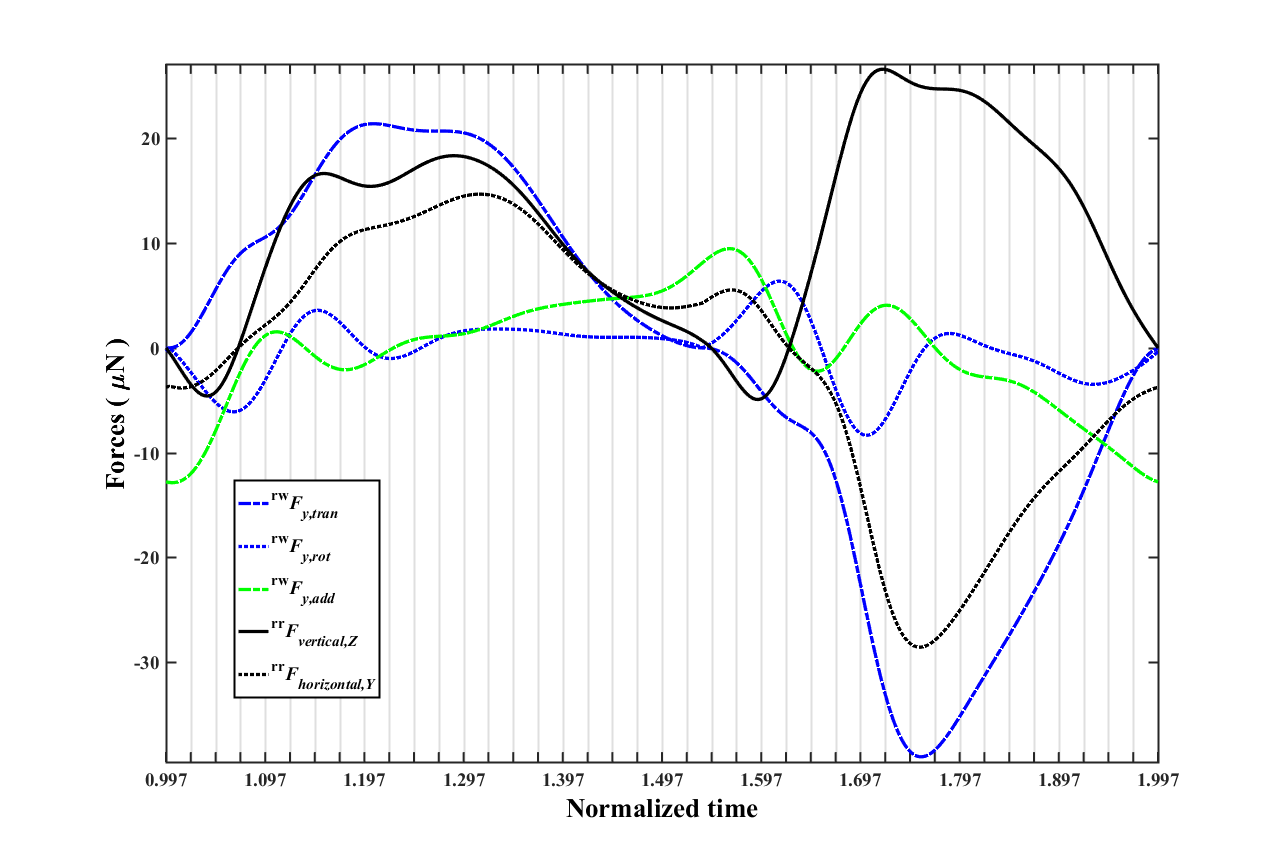 20
10
0
-10
-20
-30
Forces ( μN )
rwFy,tran
rwFy,rot
rwFy,add
rrFvertical,Z
rrFhorizontal,Y
0.997 1.097 1.197 1.297 1.397 1.497 1.597 1.697 1.797 1.897 1.997
Normalized time